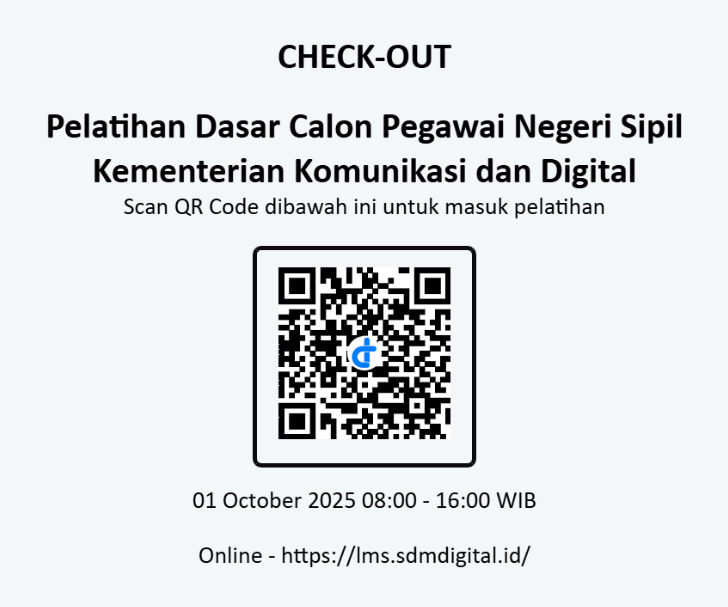 CHECK-OUT
Pelatihan Dasar Calon Pegawai Negeri Sipil
Kementerian Komunikasi dan Digital
Scan QR Code dibawah ini untuk masuk pelatihan
01 October 2025 08:00 - 16:00 WIB
Online - https://lms.sdmdigital.id/